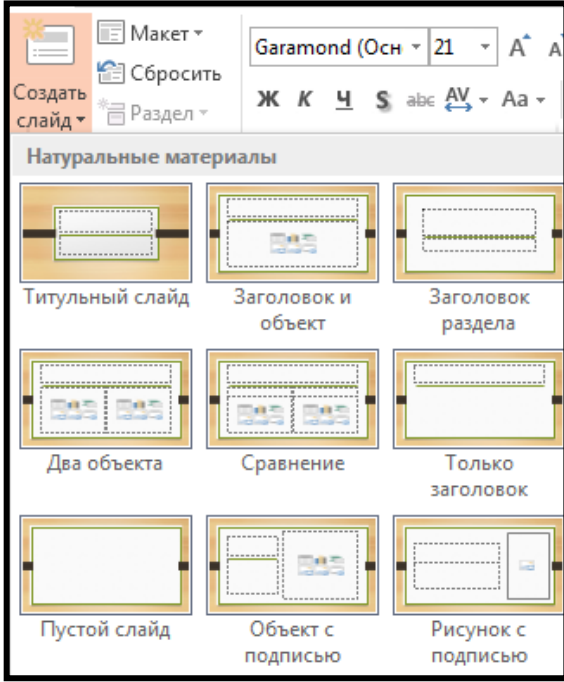 Создать
слайд
Макет
Сбросить
Раздел
Garamond (Осн 21 A A
Ж К Ч S abc AV Aa
Натуральные материалы
Титульный слайд
Заголовок и
объект
Заголовок
раздела
Два объекта
Сравнение
Только
заголовок
Пустой слайд
Объект с
подписью
Рисунок с
подписью